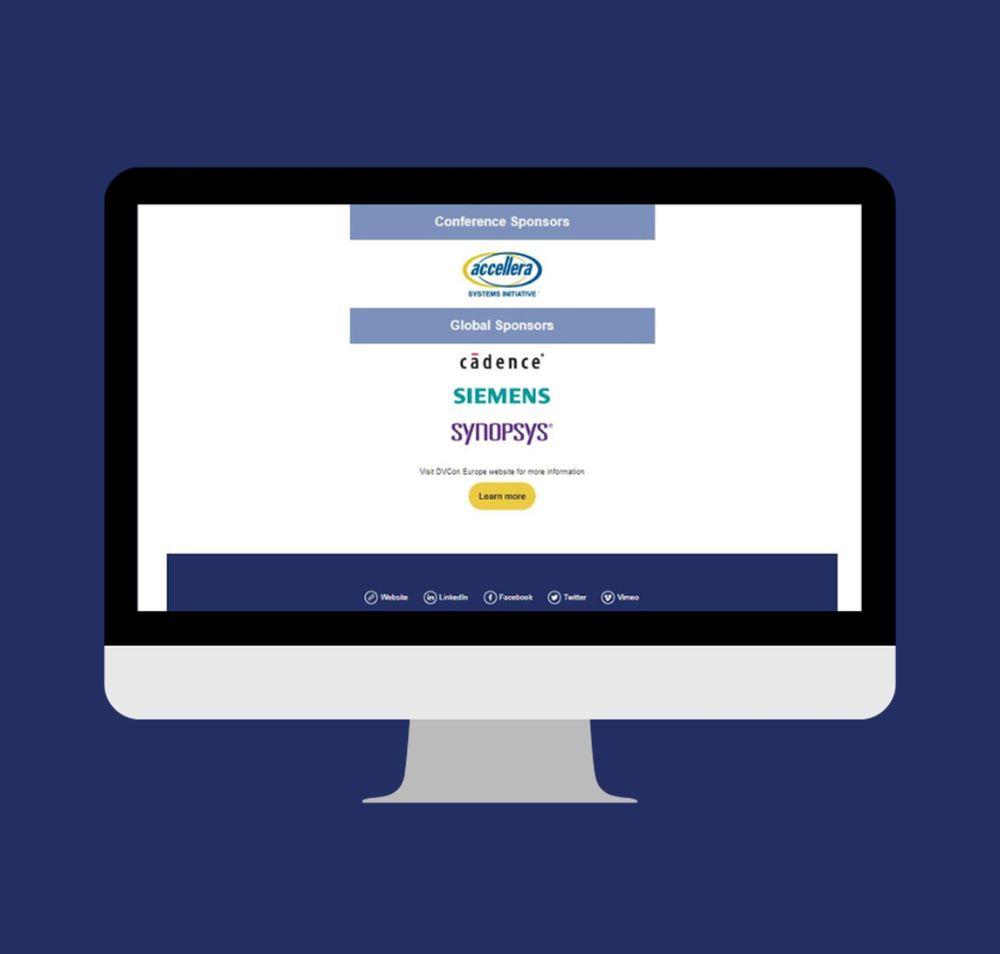 Conference Sponsors
accellera
SYSTEMS INITIATIVE
Global Sponsors
cādence®
SIEMENS
SYNOPSYS®
Visit DVCon Europe website for more information
Learn more
Website LinkedIn Facebook Twitter Vimeo